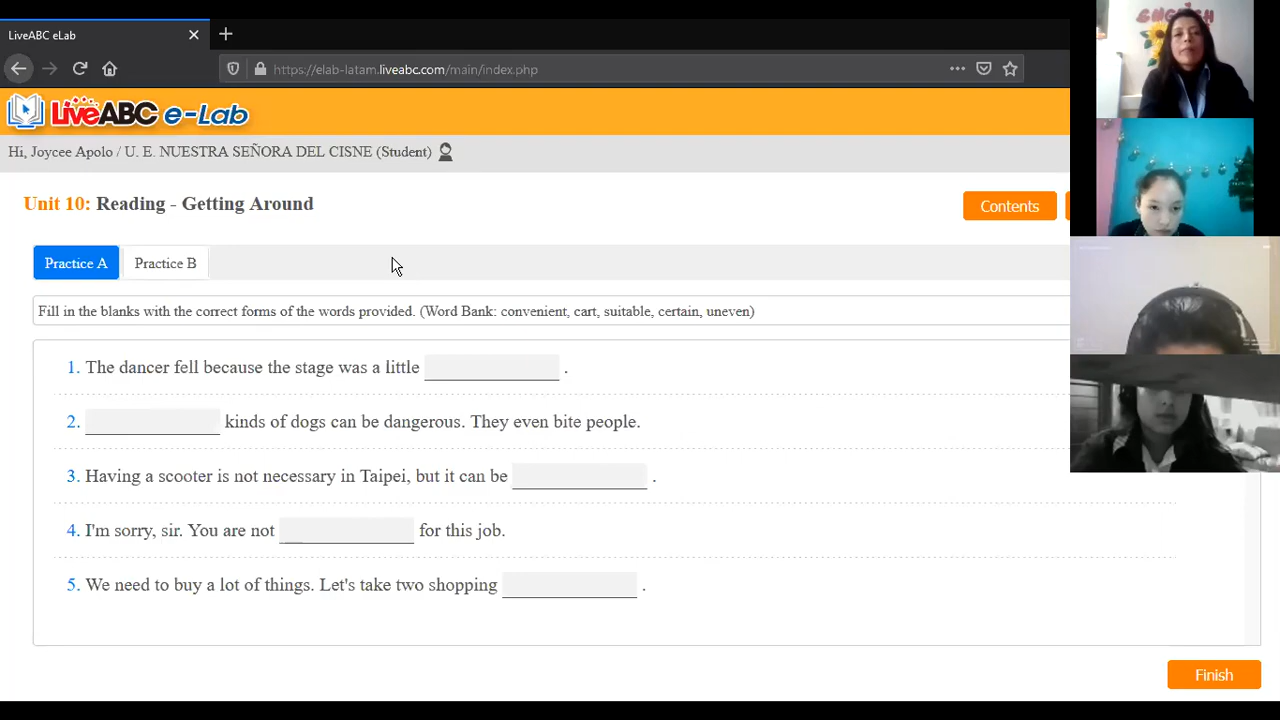 LiveABC eLab
https://elab-latam.liveabc.com/main/index.php
LiveABC e-Lab
Hi, Joycee Apolo / U. E. NUESTRA SEÑORA DEL CISNE (Student)
Unit 10: Reading - Getting Around
Contents
Practice A
Practice B
Fill in the blanks with the correct forms of the words provided. (Word Bank: convenient, cart, suitable, certain, uneven)
1. The dancer fell because the stage was a little .
2. kinds of dogs can be dangerous. They even bite people.
3. Having a scooter is not necessary in Taipei, but it can be .
4. I'm sorry, sir. You are not for this job.
5. We need to buy a lot of things. Let's take two shopping .
Finish
ENGLISH